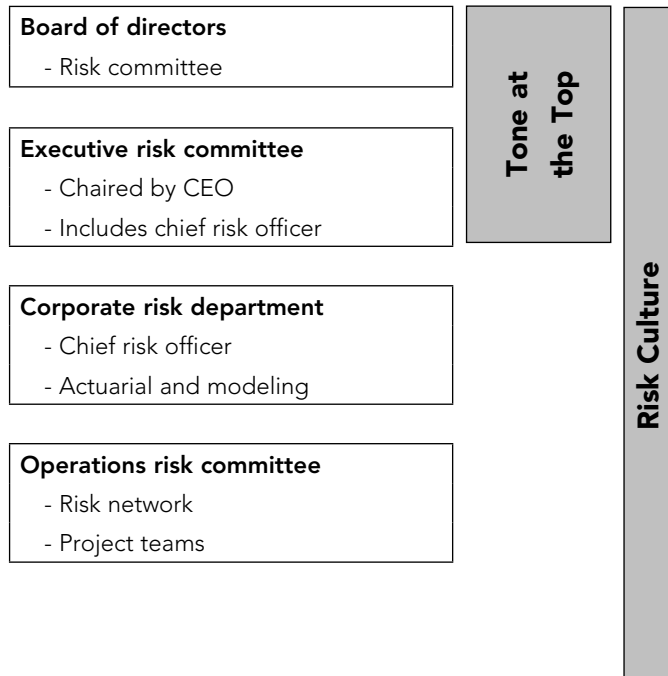 Board of directors
- Risk committee
Executive risk committee
- Chaired by CEO
- Includes chief risk officer
Corporate risk department
- Chief risk officer
- Actuarial and modeling
Operations risk committee
- Risk network
- Project teams
Tone at
the Top
Risk Culture